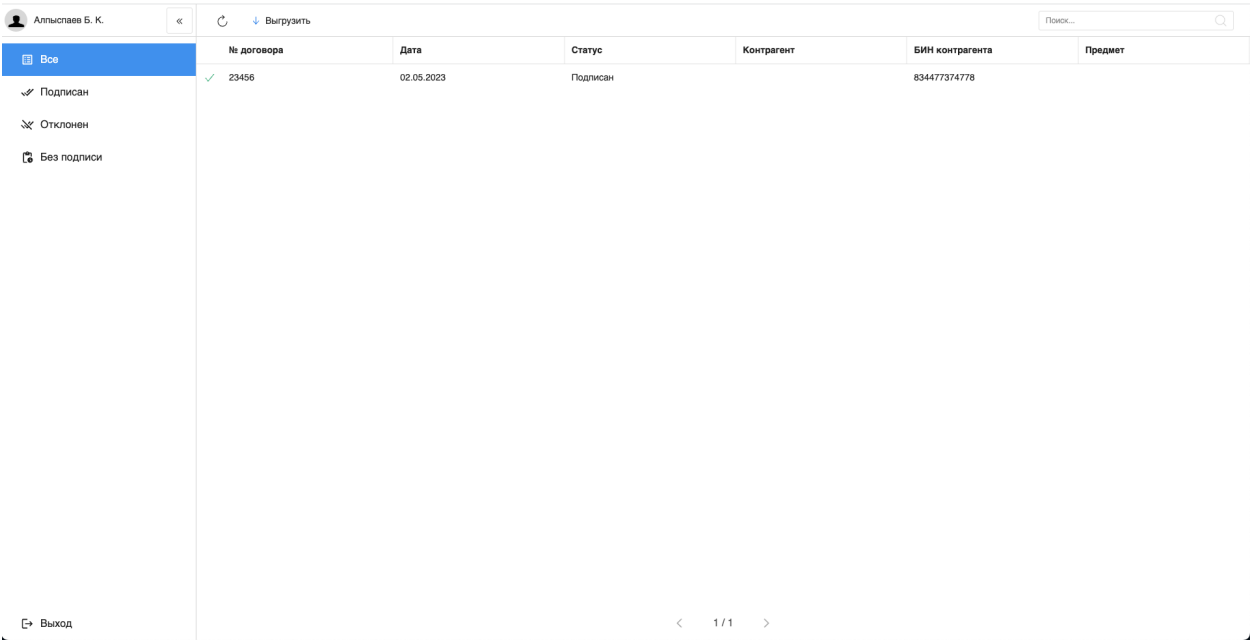 Алпыспаев Б. К.
«
Выгрузить
Поиск...
Все
Подписан
Отклонен
Без подписи
Выход
№ договора Дата Статус Контрагент БИН контрагента Предмет
23456 02.05.2023 Подписан 834477374778
< 1 / 1 >